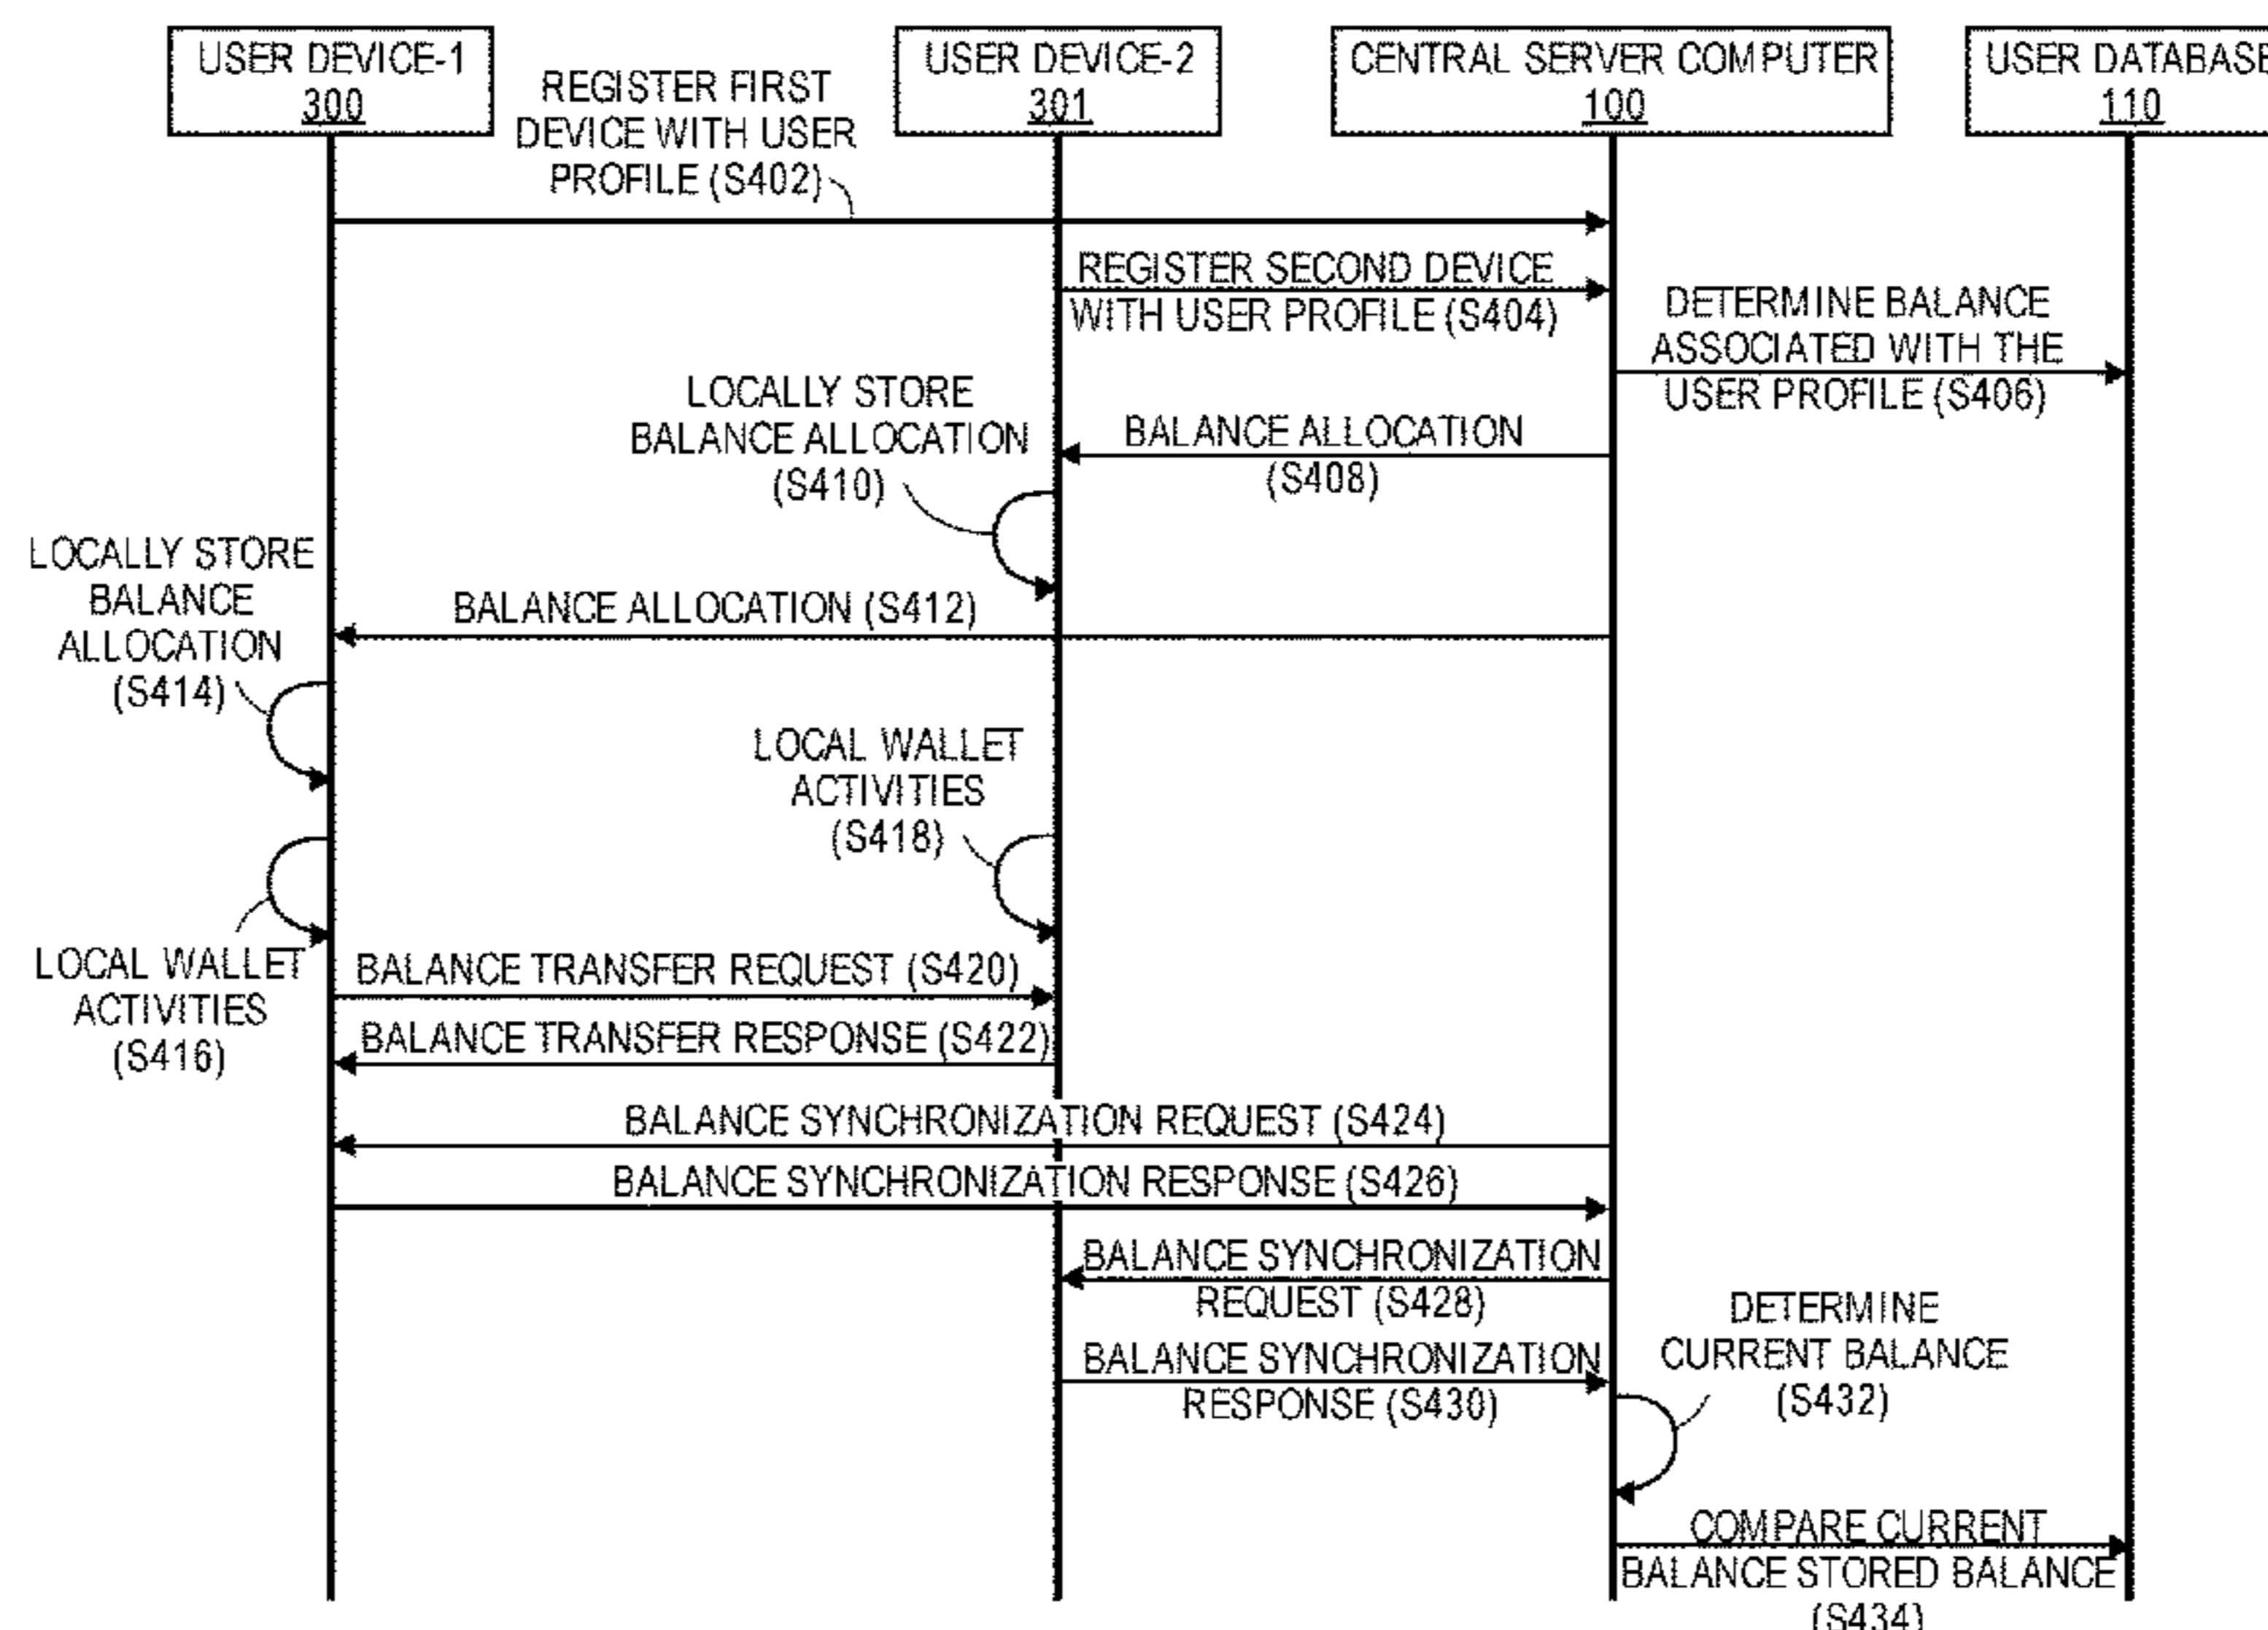 USER DEVICE-1
300
USER DEVICE-2
301
CENTRAL SERVER COMPUTER
100
USER DATABASE
110
REGISTER FIRST
DEVICE WITH USER
PROFILE (S402)
REGISTER SECOND DEVICE
WITH USER PROFILE (S404)
DETERMINE BALANCE
ASSOCIATED WITH THE
USER PROFILE (S406)
BALANCE ALLOCATION
(S408)
LOCALLY STORE
BALANCE ALLOCATION
(S410)
BALANCE ALLOCATION (S412)
LOCALLY STORE
BALANCE
ALLOCATION
(S414)
LOCAL WALLET
ACTIVITIES
(S416)
LOCAL WALLET
ACTIVITIES
(S418)
BALANCE TRANSFER REQUEST (S420)
BALANCE TRANSFER RESPONSE (S422)
BALANCE SYNCHRONIZATION REQUEST (S424)
BALANCE SYNCHRONIZATION RESPONSE (S426)
BALANCE SYNCHRONIZATION
REQUEST (S428)
BALANCE SYNCHRONIZATION
RESPONSE (S430)
DETERMINE
CURRENT BALANCE
(S432)
COMPARE CURRENT
BALANCE STORED BALANCE
(S434)